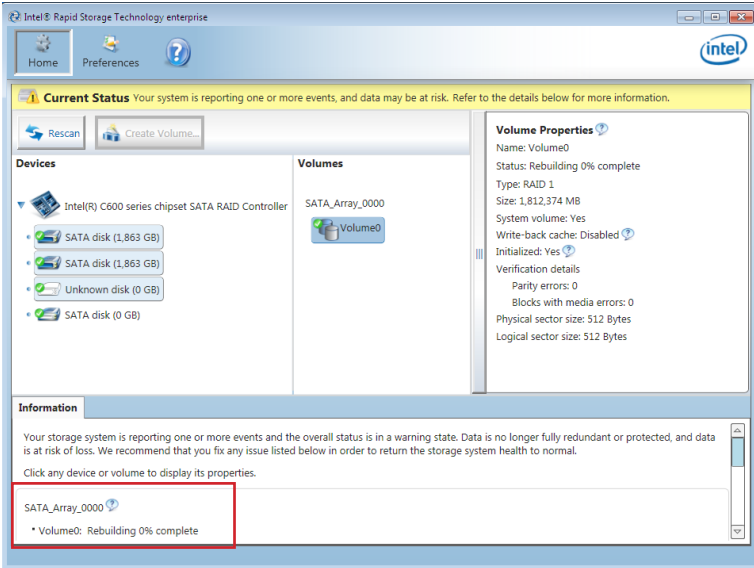 Intel® Rapid Storage Technology enterprise
Home
Preferences
intel
Current Status Your system is reporting one or more events, and data may be at risk. Refer to the details below for more information.
Rescan
Create Volume...
Devices
Intel(R) C600 series chipset SATA RAID Controller
SATA disk (1,863 GB)
SATA disk (1,863 GB)
Unknown disk (0 GB)
SATA disk (0 GB)
Volumes
SATA_Array_0000
Volume0
Volume Properties
Name: Volume0
Status: Rebuilding 0% complete
Type: RAID 1
Size: 1,812,374 MB
System volume: Yes
Write-back cache: Disabled
Initialized: Yes
Verification details
Parity errors: 0
Blocks with media errors: 0
Physical sector size: 512 Bytes
Logical sector size: 512 Bytes
Information
Your storage system is reporting one or more events and the overall status is in a warning state. Data is no longer fully redundant or protected, and data
is at risk of loss. We recommend that you fix any issue listed below in order to return the storage system health to normal.
Click any device or volume to display its properties.
SATA_Array_0000
* Volume0: Rebuilding 0% complete